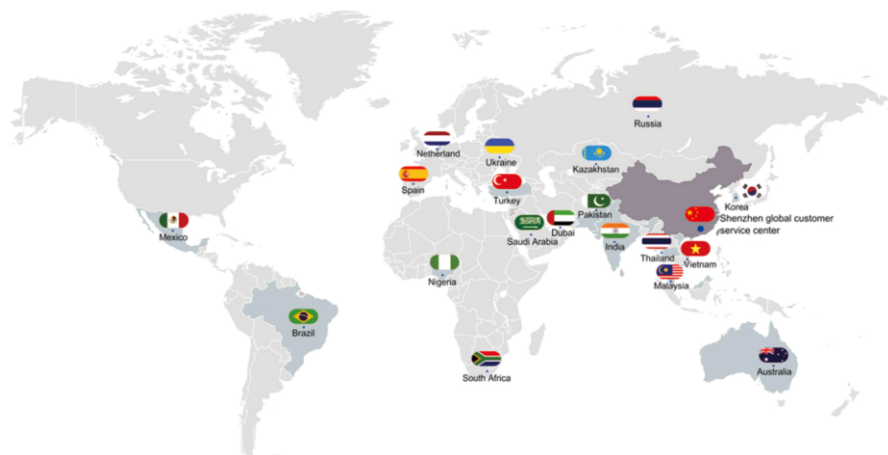 Russia
Netherland
Ukraine
Kazakhstan
Spain
Turkey
Korea
Pakistan
Shenzhen global customer
service center
Mexico
Dubai
Saudi Arabia
India
Thailand
Vietnam
Nigeria
Malaysia
Brazil
Australia
South Africa